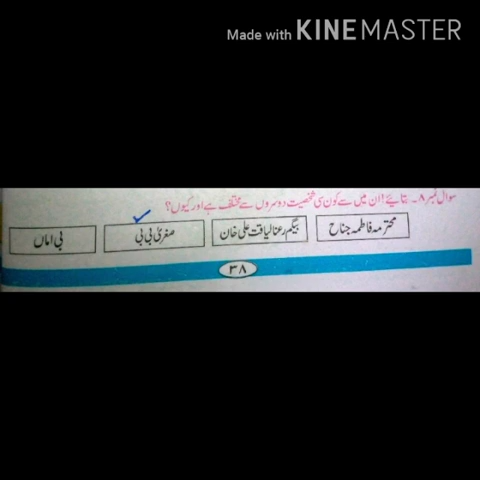 Made with KINEMASTER
سوال نمبر ۸۔ بتائیے! ان میں سے کون سی شخصیت دوسروں سے مختلف ہے اور کیوں؟
محترمہ فاطمہ جناح بیگم رعنا لیاقت علی خان صغریٰ بی بی بی اماں
۳۸